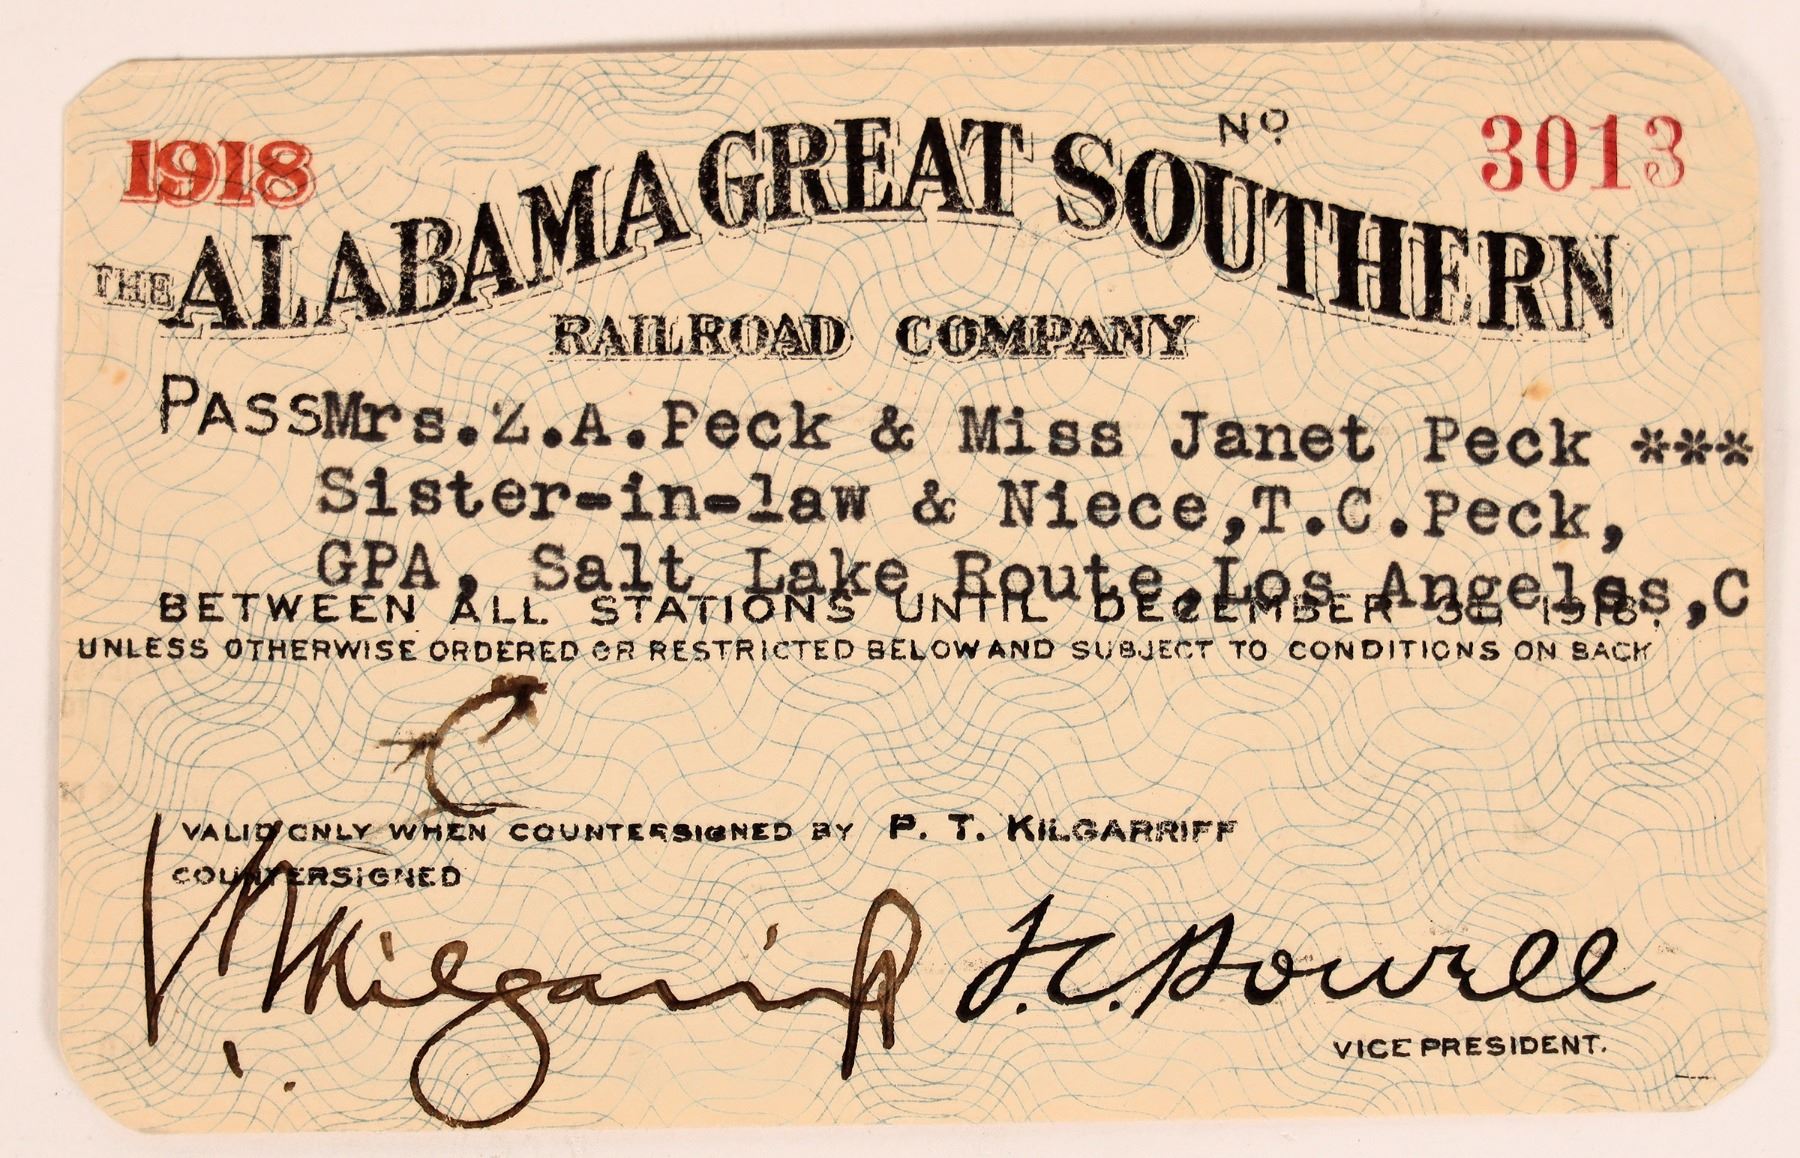 1918
Nº 3013
THE ALABAMA GREAT SOUTHERN
RAILROAD COMPANY
PASS Mrs.Z.A.Peck & Miss Janet Peck ***
Sister-in-law & Niece,T.C.Peck,
GPA, Salt Lake Route,Los Angeles,C
BETWEEN ALL STATIONS UNTIL DECEMBER 31 1918.
UNLESS OTHERWISE ORDERED OR RESTRICTED BELOW AND SUBJECT TO CONDITIONS ON BACK
C
VALID ONLY WHEN COUNTERSIGNED BY P. T. KILGARRIFF
COUNTERSIGNED
P.T. Kilgarriff
VICE PRESIDENT.